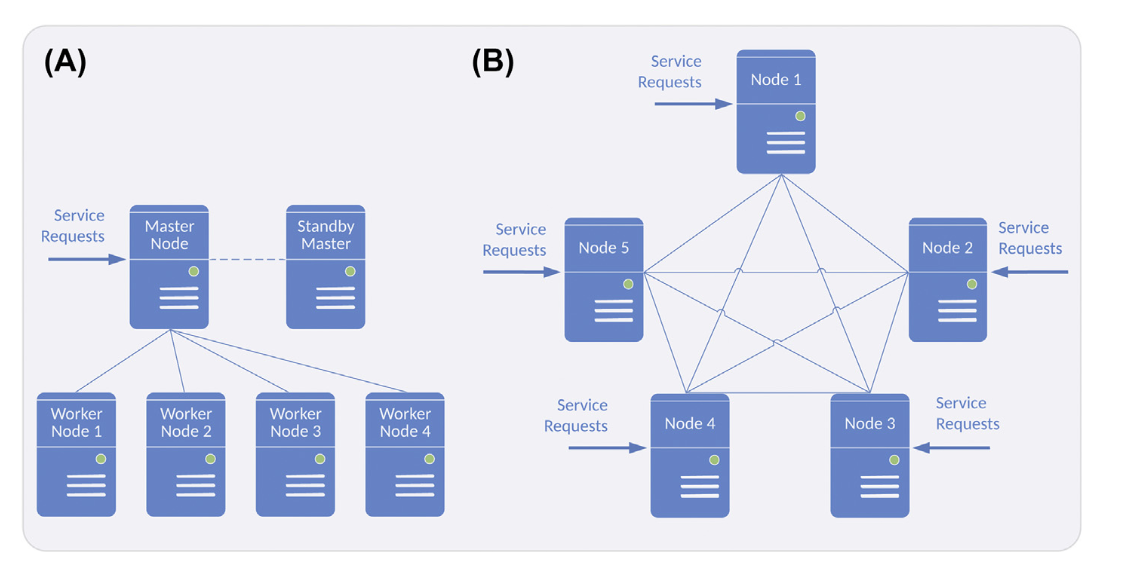 (A)
Service
Requests
Master
Node
Standby
Master
Worker
Node 1
Worker
Node 2
Worker
Node 3
Worker
Node 4
(B)
Service
Requests
Node 1
Service
Requests
Node 5
Node 2
Service
Requests
Service
Requests
Node 4
Node 3
Service
Requests